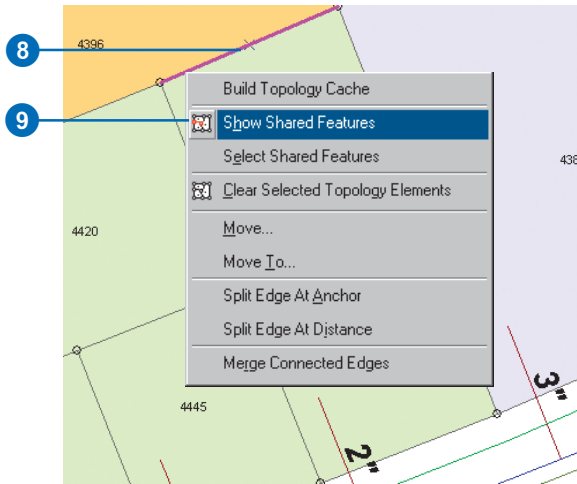 8
4396
Build Topology Cache
9
Show Shared Features
Select Shared Features
438
Clear Selected Topology Elements
4420
Move...
Move To...
Split Edge At Anchor
Split Edge At Distance
Merge Connected Edges
3"
4445
2"